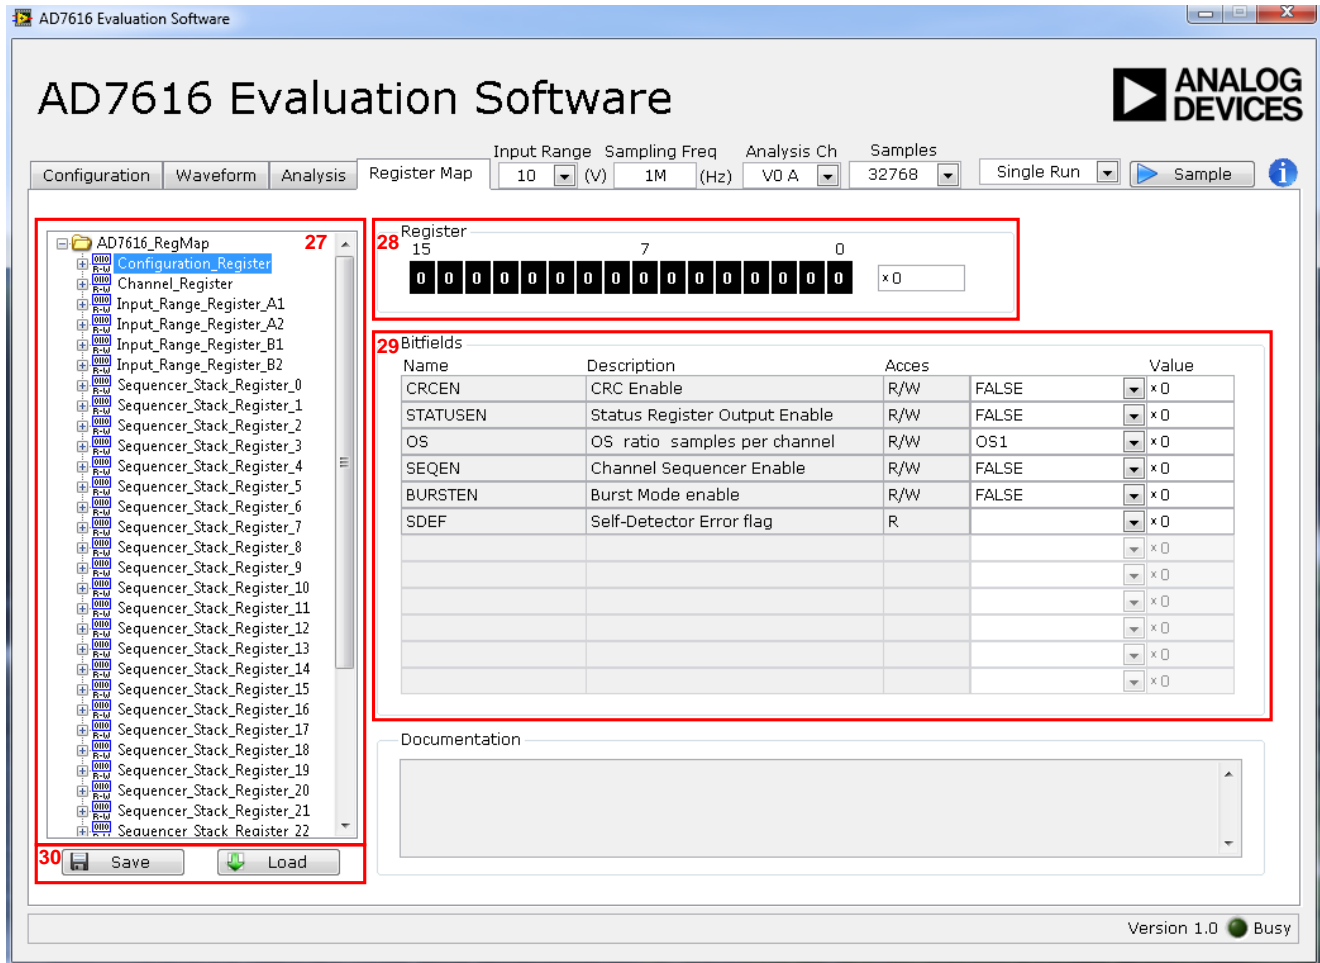 AD7616 Evaluation Software
AD7616 Evaluation Software
ANALOG
DEVICES
Input Range Sampling Freq Analysis Ch Samples
Configuration Waveform Analysis Register Map 10 (V) 1M (Hz) V0 A 32768 Single Run Sample i
27
AD7616_RegMap
Configuration_Register
Channel_Register
Input_Range_Register_A1
Input_Range_Register_A2
Input_Range_Register_B1
Input_Range_Register_B2
Sequencer_Stack_Register_0
Sequencer_Stack_Register_1
Sequencer_Stack_Register_2
Sequencer_Stack_Register_3
Sequencer_Stack_Register_4
Sequencer_Stack_Register_5
Sequencer_Stack_Register_6
Sequencer_Stack_Register_7
Sequencer_Stack_Register_8
Sequencer_Stack_Register_9
Sequencer_Stack_Register_10
Sequencer_Stack_Register_11
Sequencer_Stack_Register_12
Sequencer_Stack_Register_13
Sequencer_Stack_Register_14
Sequencer_Stack_Register_15
Sequencer_Stack_Register_16
Sequencer_Stack_Register_17
Sequencer_Stack_Register_18
Sequencer_Stack_Register_19
Sequencer_Stack_Register_20
Sequencer_Stack_Register_21
Sequencer_Stack_Register_22
30 Save Load
28 Register
15 7 0
0 0 0 0 0 0 0 0 0 0 0 0 0 0 0 0 x 0
29 Bitfields
Name Description Acces Value
CRCEN CRC Enable R/W FALSE x 0
STATUSEN Status Register Output Enable R/W FALSE x 0
OS OS ratio samples per channel R/W OS1 x 0
SEQEN Channel Sequencer Enable R/W FALSE x 0
BURSTEN Burst Mode enable R/W FALSE x 0
SDEF Self-Detector Error flag R x 0
x 0
x 0
x 0
x 0
x 0
x 0
Documentation
Version 1.0 Busy